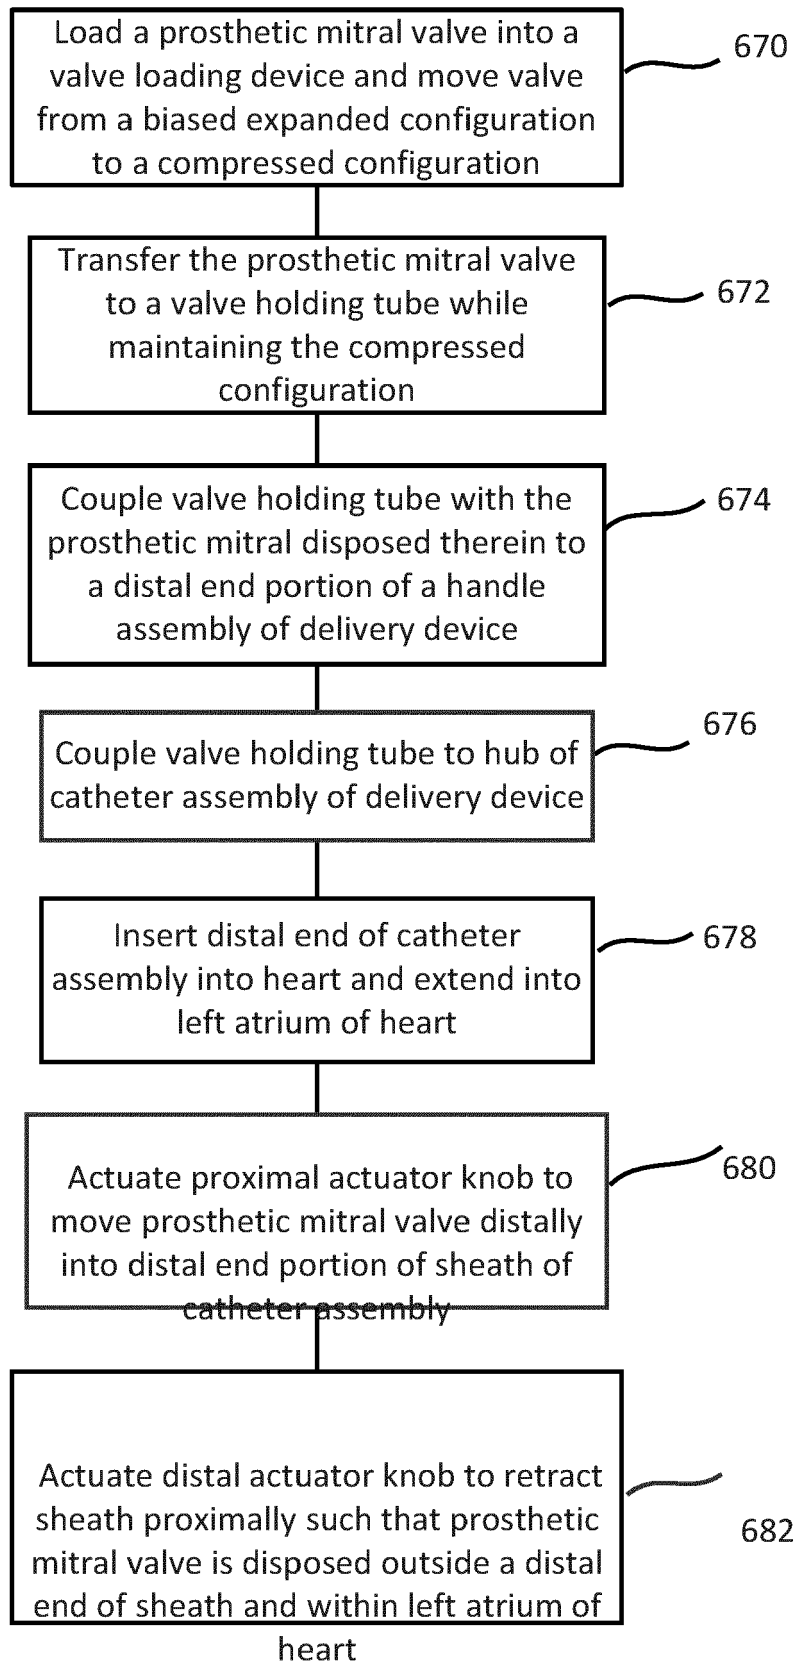 Load a prosthetic mitral valve into a
valve loading device and move valve
from a biased expanded configuration
to a compressed configuration
670
Transfer the prosthetic mitral valve
to a valve holding tube while
maintaining the compressed
configuration
672
Couple valve holding tube with the
prosthetic mitral disposed therein to
a distal end portion of a handle
assembly of delivery device
674
Couple valve holding tube to hub of
catheter assembly of delivery device
676
Insert distal end of catheter
assembly into heart and extend into
left atrium of heart
678
Actuate proximal actuator knob to
move prosthetic mitral valve distally
into distal end portion of sheath of
catheter assembly
680
Actuate distal actuator knob to retract
sheath proximally such that prosthetic
mitral valve is disposed outside a distal
end of sheath and within left atrium of
heart
682